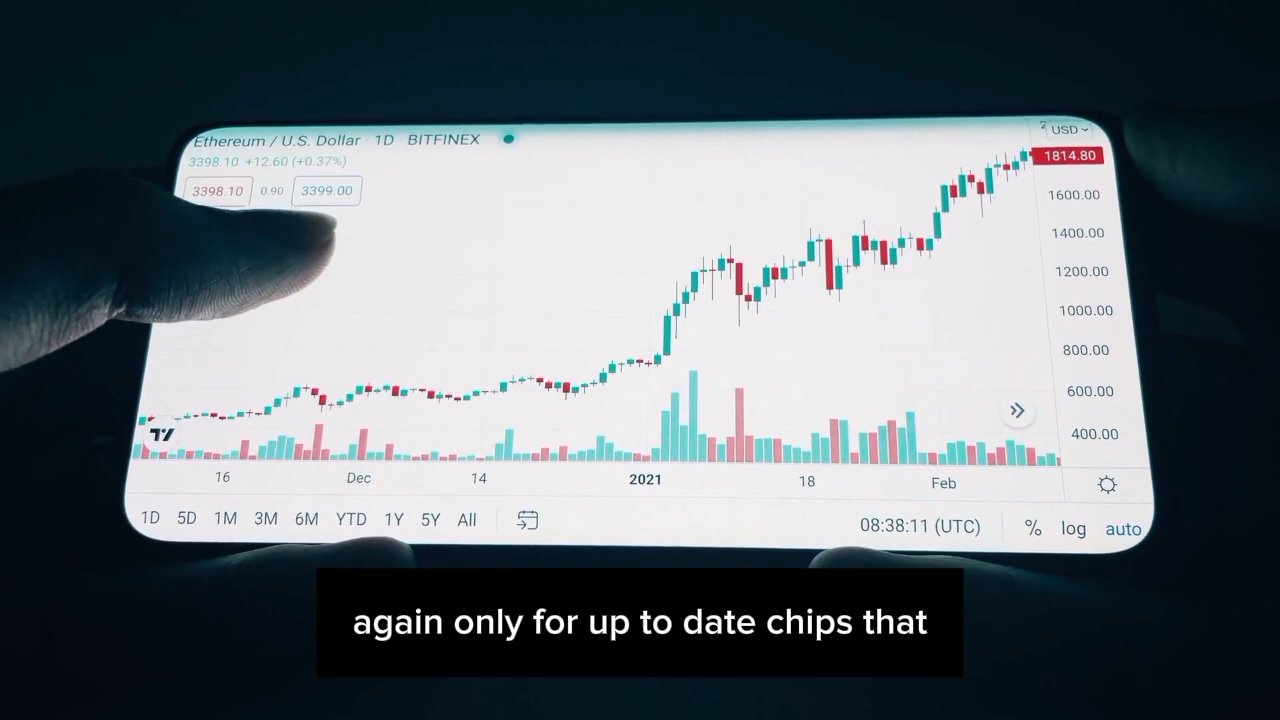 Ethereum / U.S. Dollar 1D BITFINEX
3398.10 +12.60 (+0.37%)
3398.10 0.90 3399.00
USD
1814.80
1600.00
1400.00
1200.00
1000.00
800.00
600.00
400.00
16 Dec 14 2021 18 Feb
1D 5D 1M 3M 6M YTD 1Y 5Y All
08:38:11 (UTC) % log auto
again only for up to date chips that